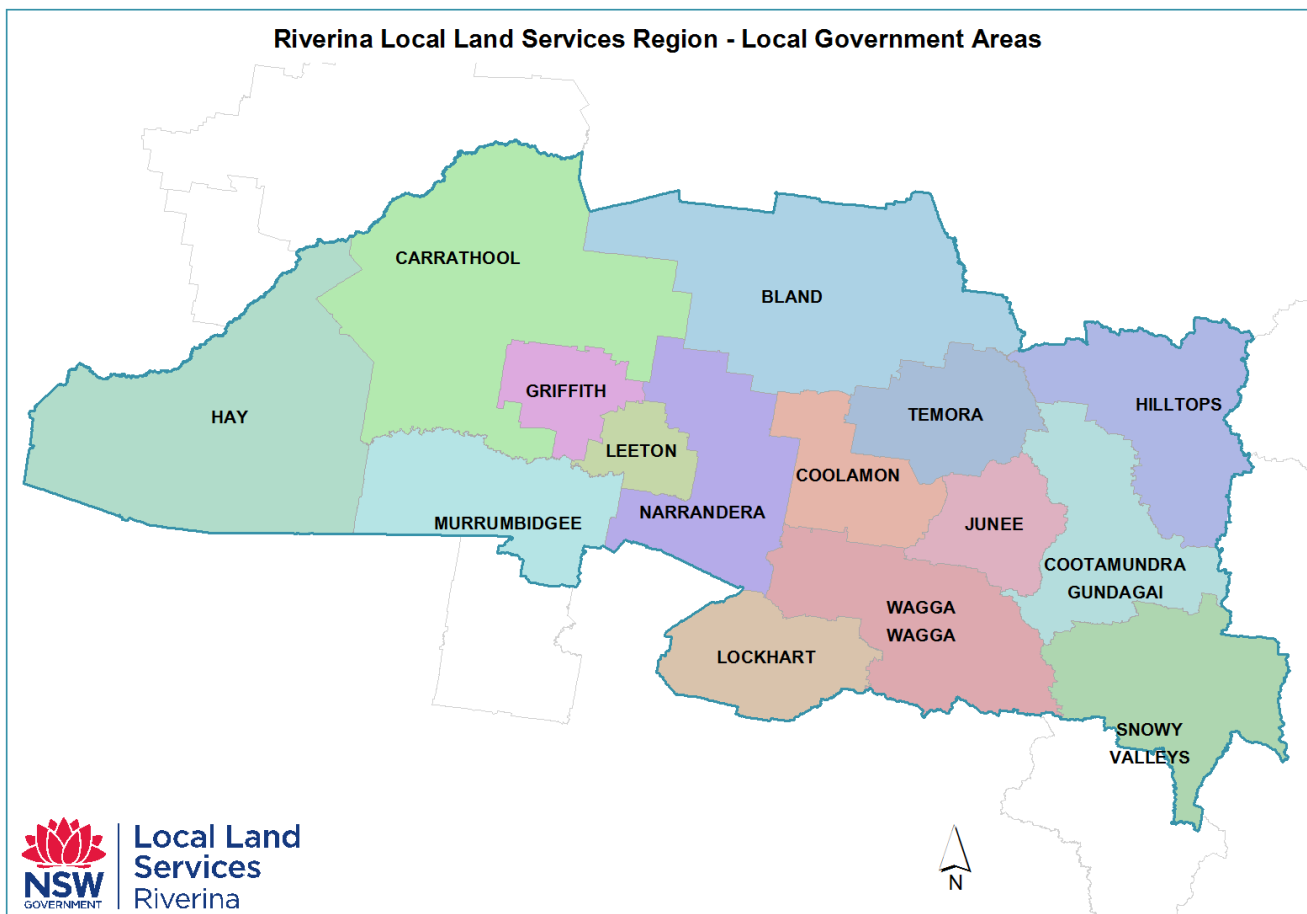 Riverina Local Land Services Region - Local Government Areas
CARRATHOOL
BLAND
HAY
GRIFFITH
HILLTOPS
TEMORA
LEETON
COOLAMON
NARRANDERA
MURRUMBIDGEE
JUNEE
COOTAMUNDRA
GUNDAGAI
WAGGA
WAGGA
LOCKHART
SNOWY
VALLEYS
NSW
GOVERNMENT
Local Land
Services
Riverina
N